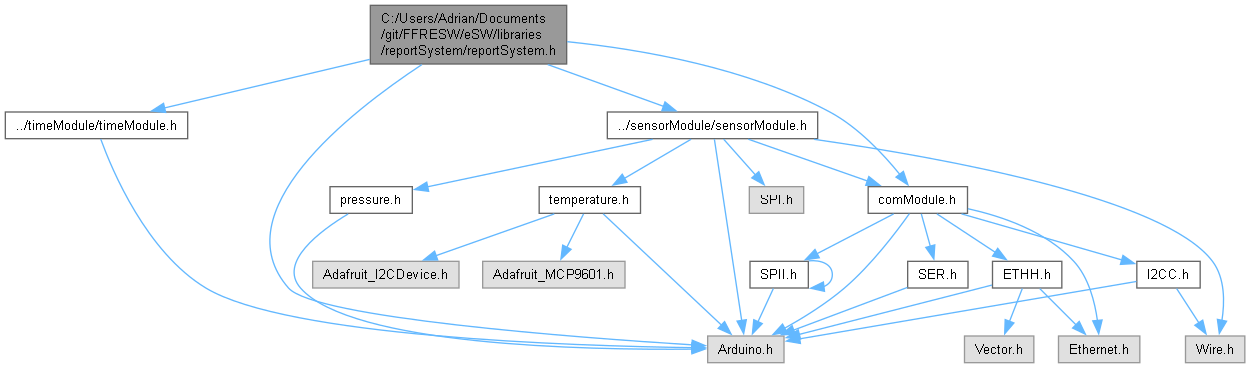 C:/Users/Adrian/Documents
/git/FFRESW/eSW/libraries
/reportSystem/reportSystem.h
../timeModule/timeModule.h
../sensorModule/sensorModule.h
pressure.h
temperature.h
SPI.h
comModule.h
Adafruit_I2CDevice.h
Adafruit_MCP9601.h
SPII.h
SER.h
ETHH.h
I2CC.h
Arduino.h
Vector.h
Ethernet.h
Wire.h